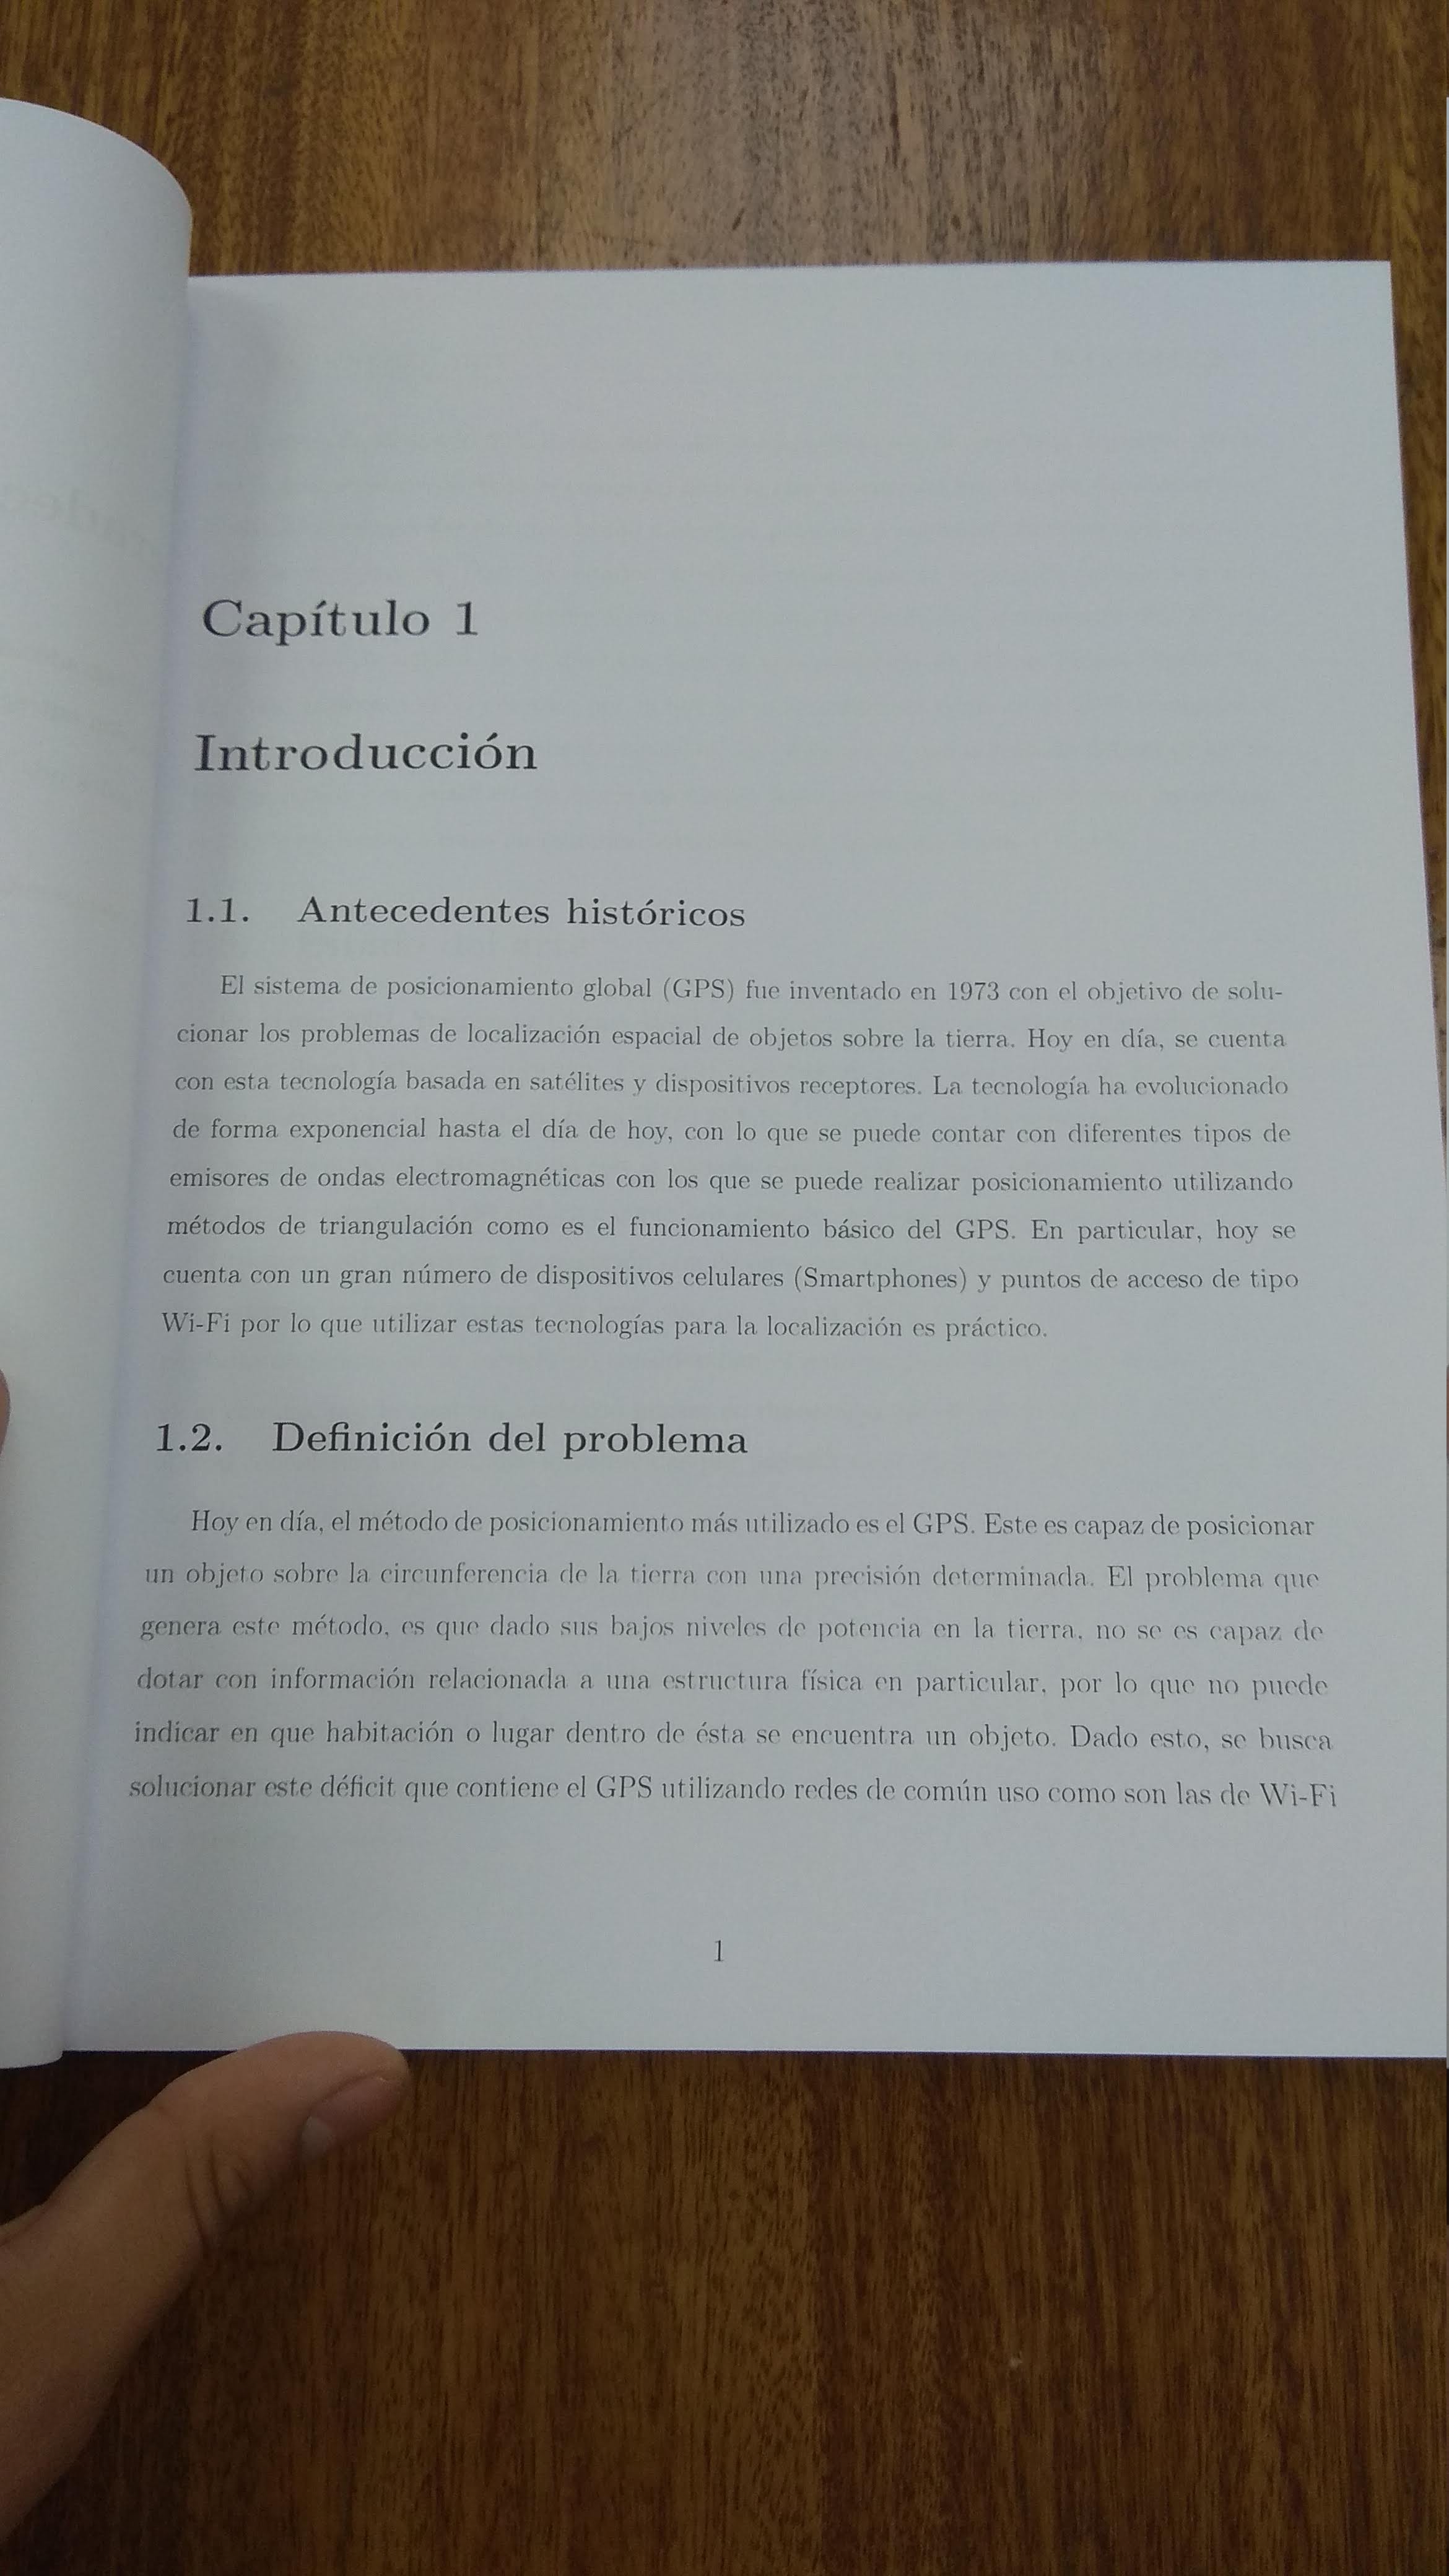 Capítulo 1
Introducción
1.1. Antecedentes históricos
El sistema de posicionamiento global (GPS) fue inventado en 1973 con el objetivo de solu-
cionar los problemas de localización espacial de objetos sobre la tierra. Hoy en día, se cuenta
con esta tecnología basada en satélites y dispositivos receptores. La tecnología ha evolucionado
de forma exponencial hasta el día de hoy, con lo que se puede contar con diferentes tipos de
emisores de ondas electromagnéticas con los que se puede realizar posicionamiento utilizando
métodos de triangulación como es el funcionamiento básico del GPS. En particular, hoy se
cuenta con un gran número de dispositivos celulares (Smartphones) y puntos de acceso de tipo
Wi-Fi por lo que utilizar estas tecnologías para la localización es práctico.
1.2. Definición del problema
Hoy en día, el método de posicionamiento más utilizado es el GPS. Este es capaz de posicionar
un objeto sobre la circunferencia de la tierra con una precisión determinada. El problema que
genera este método, es que dado sus bajos niveles de potencia en la tierra, no se es capaz de
dotar con información relacionada a una estructura física en particular, por lo que no puede
indicar en que habitación o lugar dentro de ésta se encuentra un objeto. Dado esto, se busca
solucionar este déficit que contiene el GPS utilizando redes de común uso como son las de Wi-Fi
1